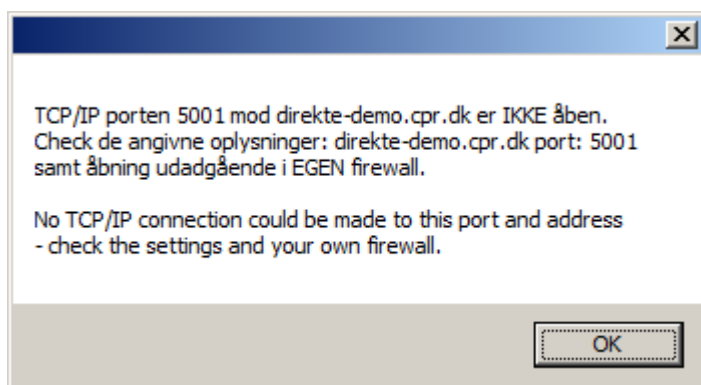 TCP/IP porten 5001 mod direkte-demo.cpr.dk er IKKE åben.
Check de angivne oplysninger: direkte-demo.cpr.dk port: 5001
samt åbning udadgående i EGEN firewall.
No TCP/IP connection could be made to this port and address
- check the settings and your own firewall.
OK